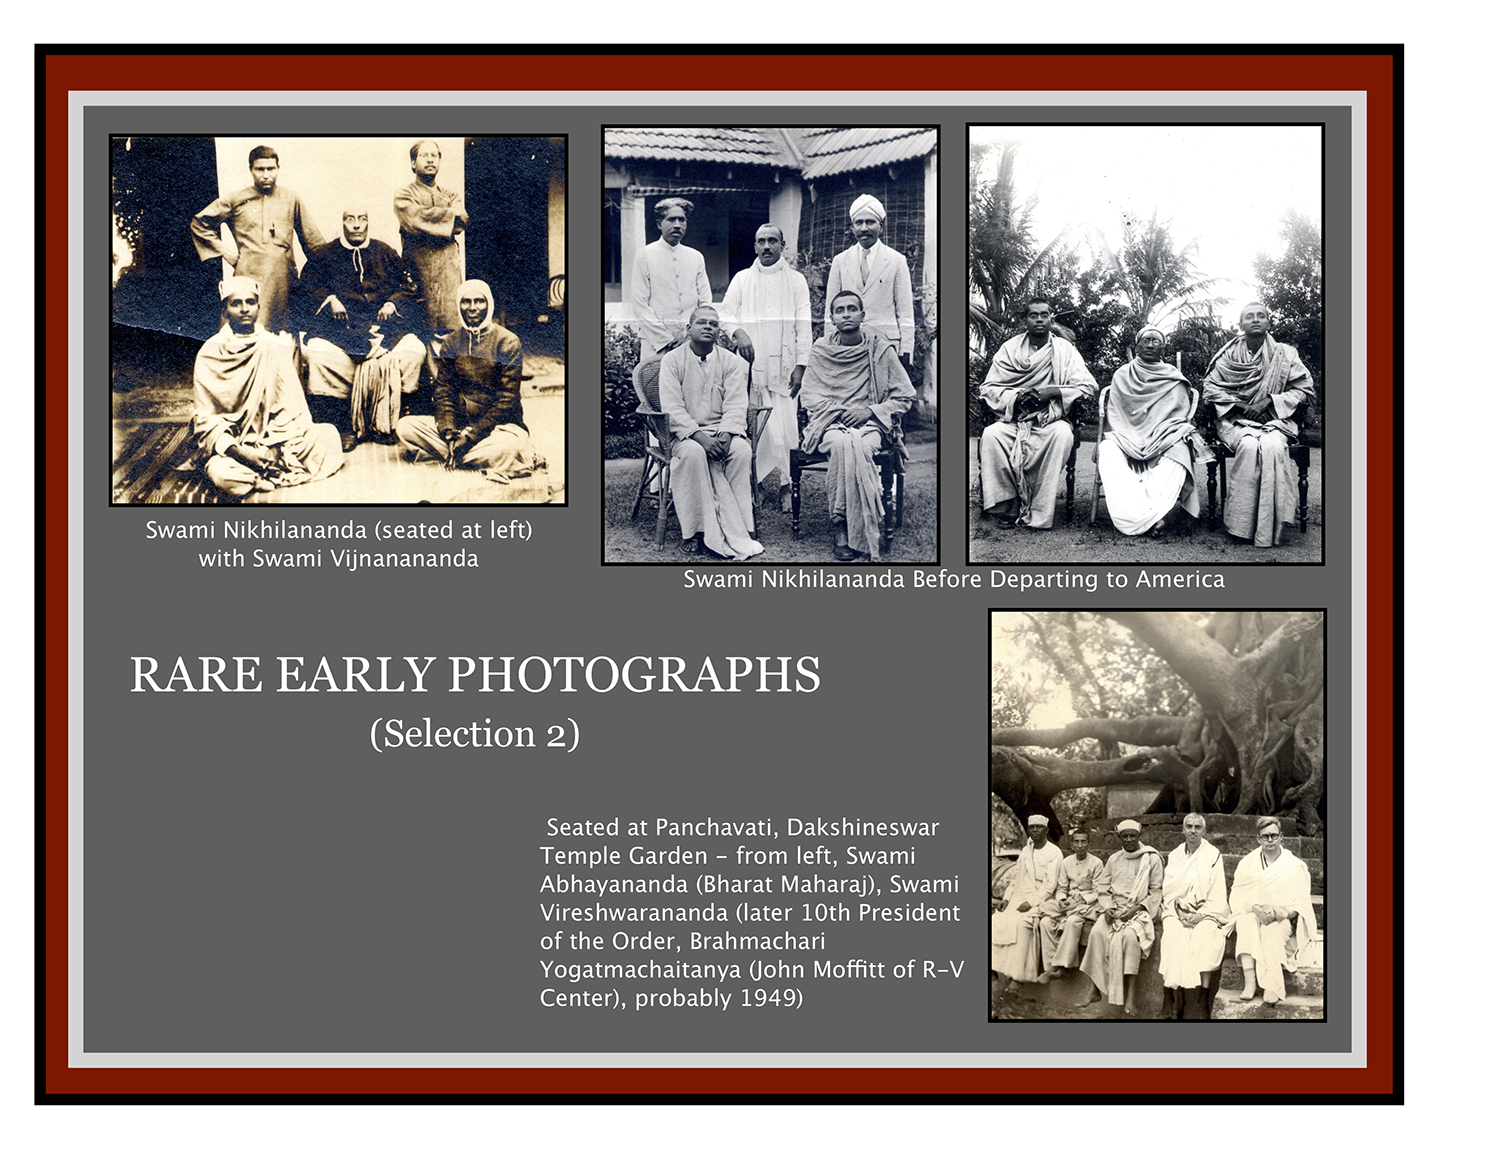 Swami Nikhilananda (seated at left)
with Swami Vijnanananda
Swami Nikhilananda Before Departing to America
RARE EARLY PHOTOGRAPHS
(Selection 2)
Seated at Panchavati, Dakshineswar
Temple Garden – from left, Swami
Abhayananda (Bharat Maharaj), Swami
Vireshwarananda (later 10th President
of the Order, Brahmachari
Yogatmachaitanya (John Moffitt of R-V
Center), probably 1949)